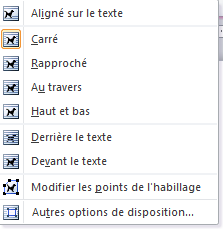 Aligné sur le texte
Carré
Rapproché
Au travers
Haut et bas
Derrière le texte
Devant le texte
Modifier les points de l'habillage
Autres options de disposition...